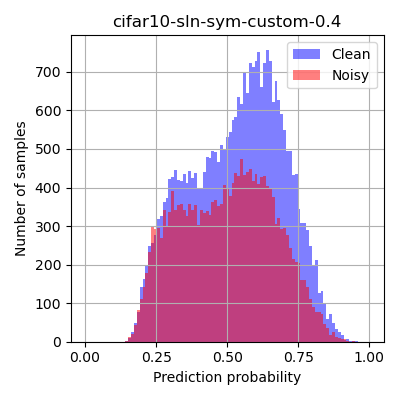 cifar10-sln-sym-custom-0.4
Clean
Noisy
Number of samples
700
600
500
400
300
200
100
0
0.00 0.25 0.50 0.75 1.00
Prediction probability